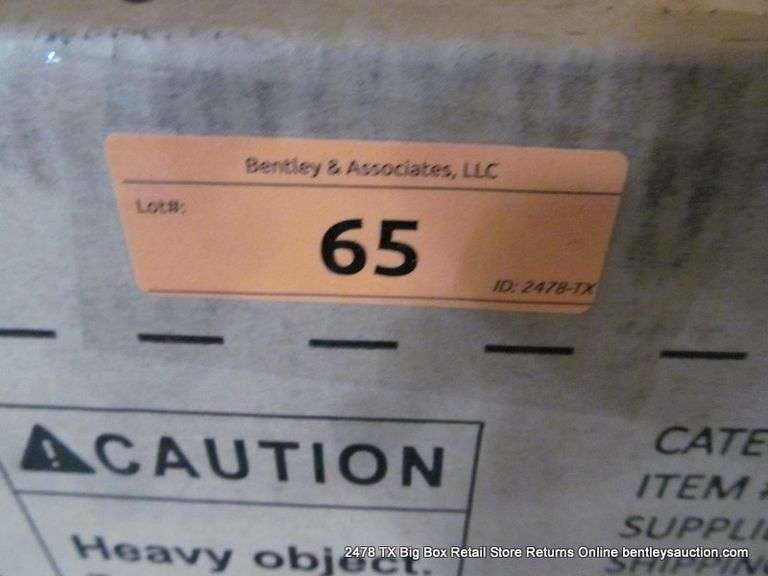 Bentley & Associates, LLC
Lot#:
65
ID: 2478-TX
CAUTION
Heavy object.
CATE
ITEM #
SUPPLI
SHIPPIN
2478 TX Big Box Retail Store Returns Online bentleysauction.com